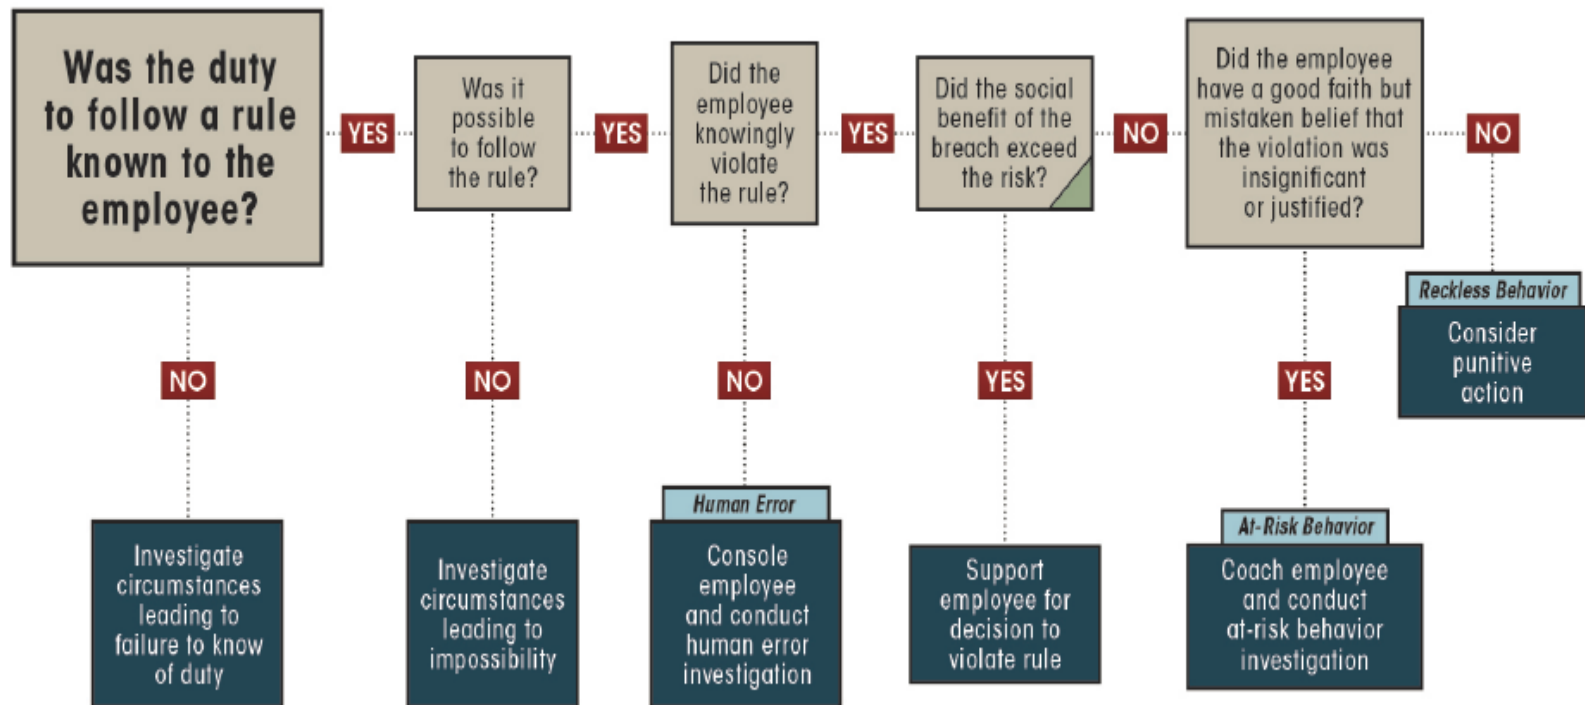 Was the duty
to follow a rule
known to the
employee?
YES
Was it
possible
to follow
the rule?
YES
Did the
employee
knowingly
violate
the rule?
YES
Did the social
benefit of the
breach exceed
the risk?
NO
Did the employee
have a good faith but
mistaken belief that
the violation was
insignificant
or justified?
NO
Reckless Behavior
Consider
punitive
action
NO
NO
NO
YES
YES
Investigate
circumstances
leading to
failure to know
of duty
Investigate
circumstances
leading to
impossibility
Human Error
Console
employee
and conduct
human error
investigation
Support
employee for
decision to
violate rule
At-Risk Behavior
Coach employee
and conduct
at-risk behavior
investigation